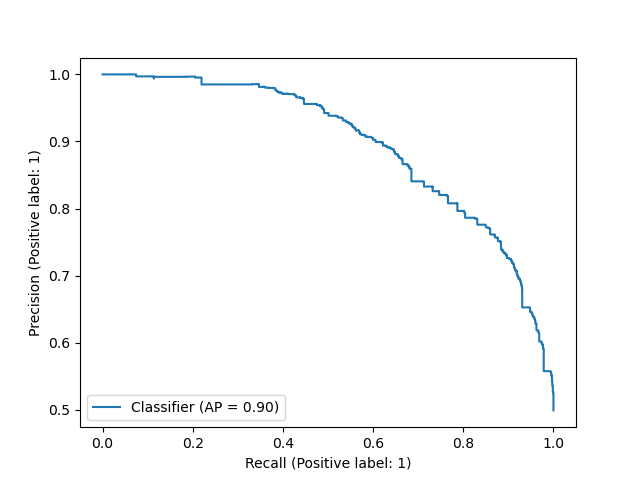 1.0
0.9
0.8
0.7
0.6
0.5
Precision (Positive label: 1)
Classifier (AP = 0.90)
0.0 0.2 0.4 0.6 0.8 1.0
Recall (Positive label: 1)